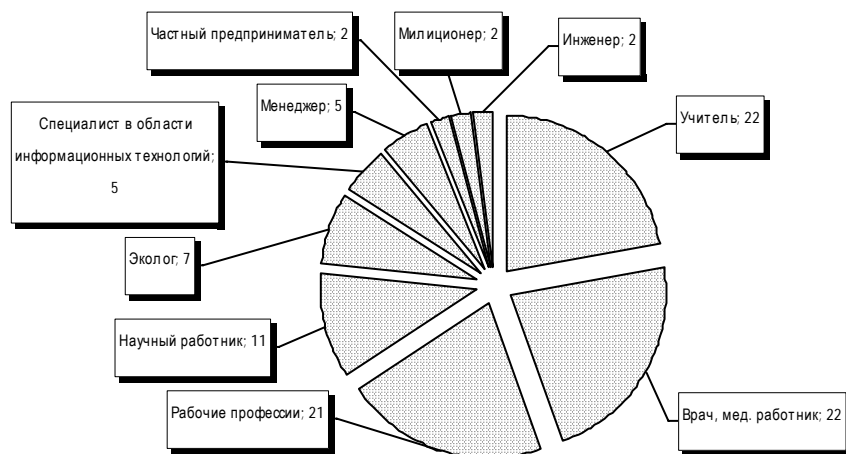 Частный предприниматель; 2
Милиционер; 2
Инженер; 2
Менеджер; 5
Учитель; 22
Специалист в области
информационных технологий;
5
Эколог; 7
Научный работник; 11
Рабочие профессии; 21
Врач, мед. работник; 22